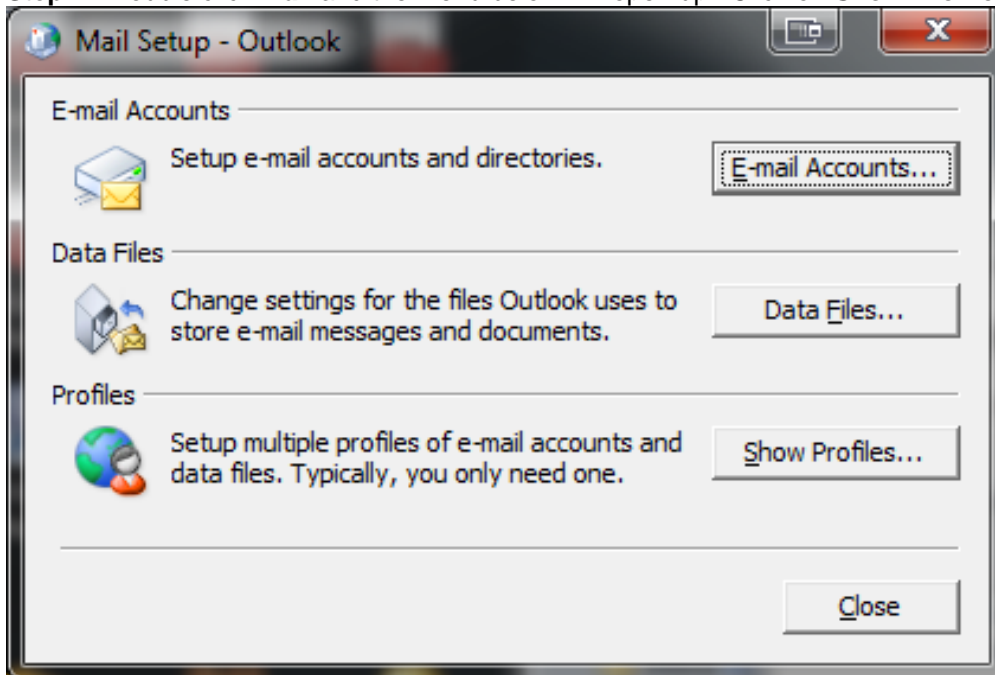 Mail Setup - Outlook
E-mail Accounts
Setup e-mail accounts and directories.
E-mail Accounts...
Data Files
Change settings for the files Outlook uses to
store e-mail messages and documents.
Data Files...
Profiles
Setup multiple profiles of e-mail accounts and
data files. Typically, you only need one.
Show Profiles...
Close